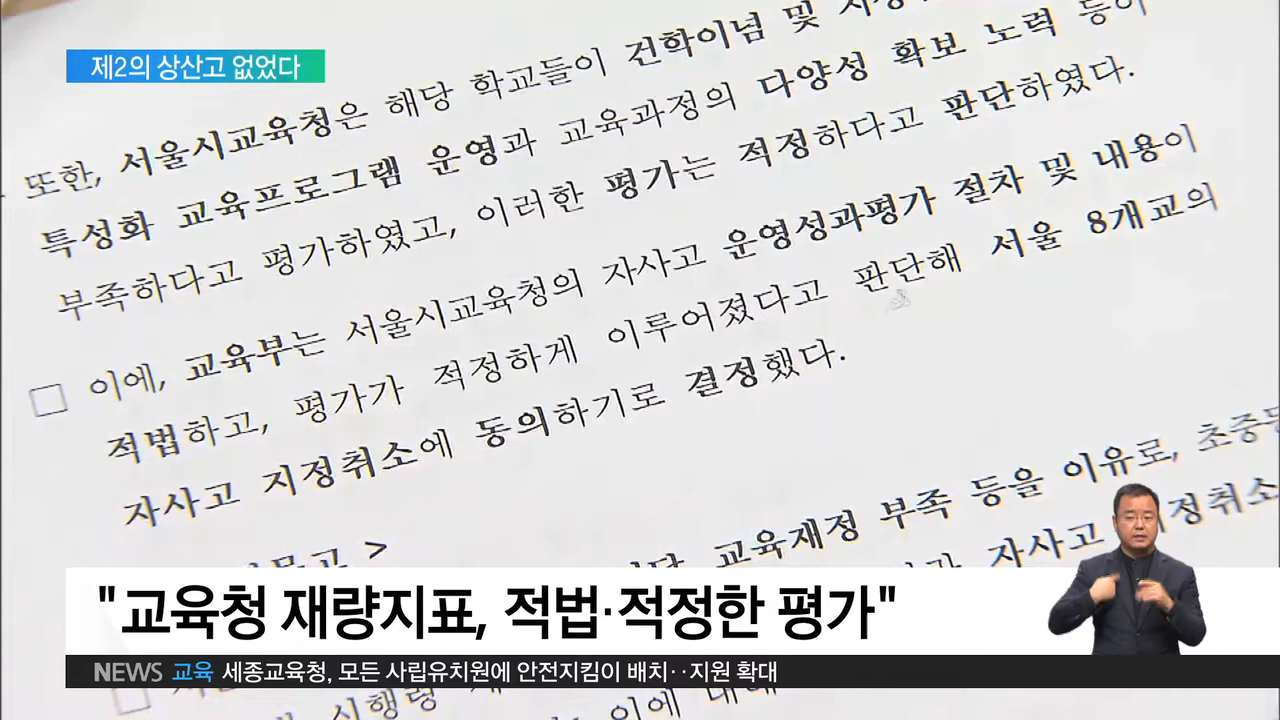 제2의 상산고 없었다
건학이념 및
또한, 서울시교육청은 해당 학교들이
특성화 교육프로그램 운영과 교육과정의 다양성 확보 노력 등이
부족하다고 평가하였고, 이러한 평가는 적정하다고 판단하였다.
□ 이에, 교육부는 서울시교육청의 자사고 운영성과평가 절차 및 내용이
적법하고, 평가가 적정하게 이루어졌다고 판단해 서울 8개교의
자사고 지정취소에 동의하기로 결정했다.
교육재정 부족 등을 이유로,
자사고 지정취소
"교육청 재량지표, 적법·적정한 평가"
NEWS 교육 세종교육청, 모든 사립유치원에 안전지킴이 배치‥지원 확대
시행령
이에